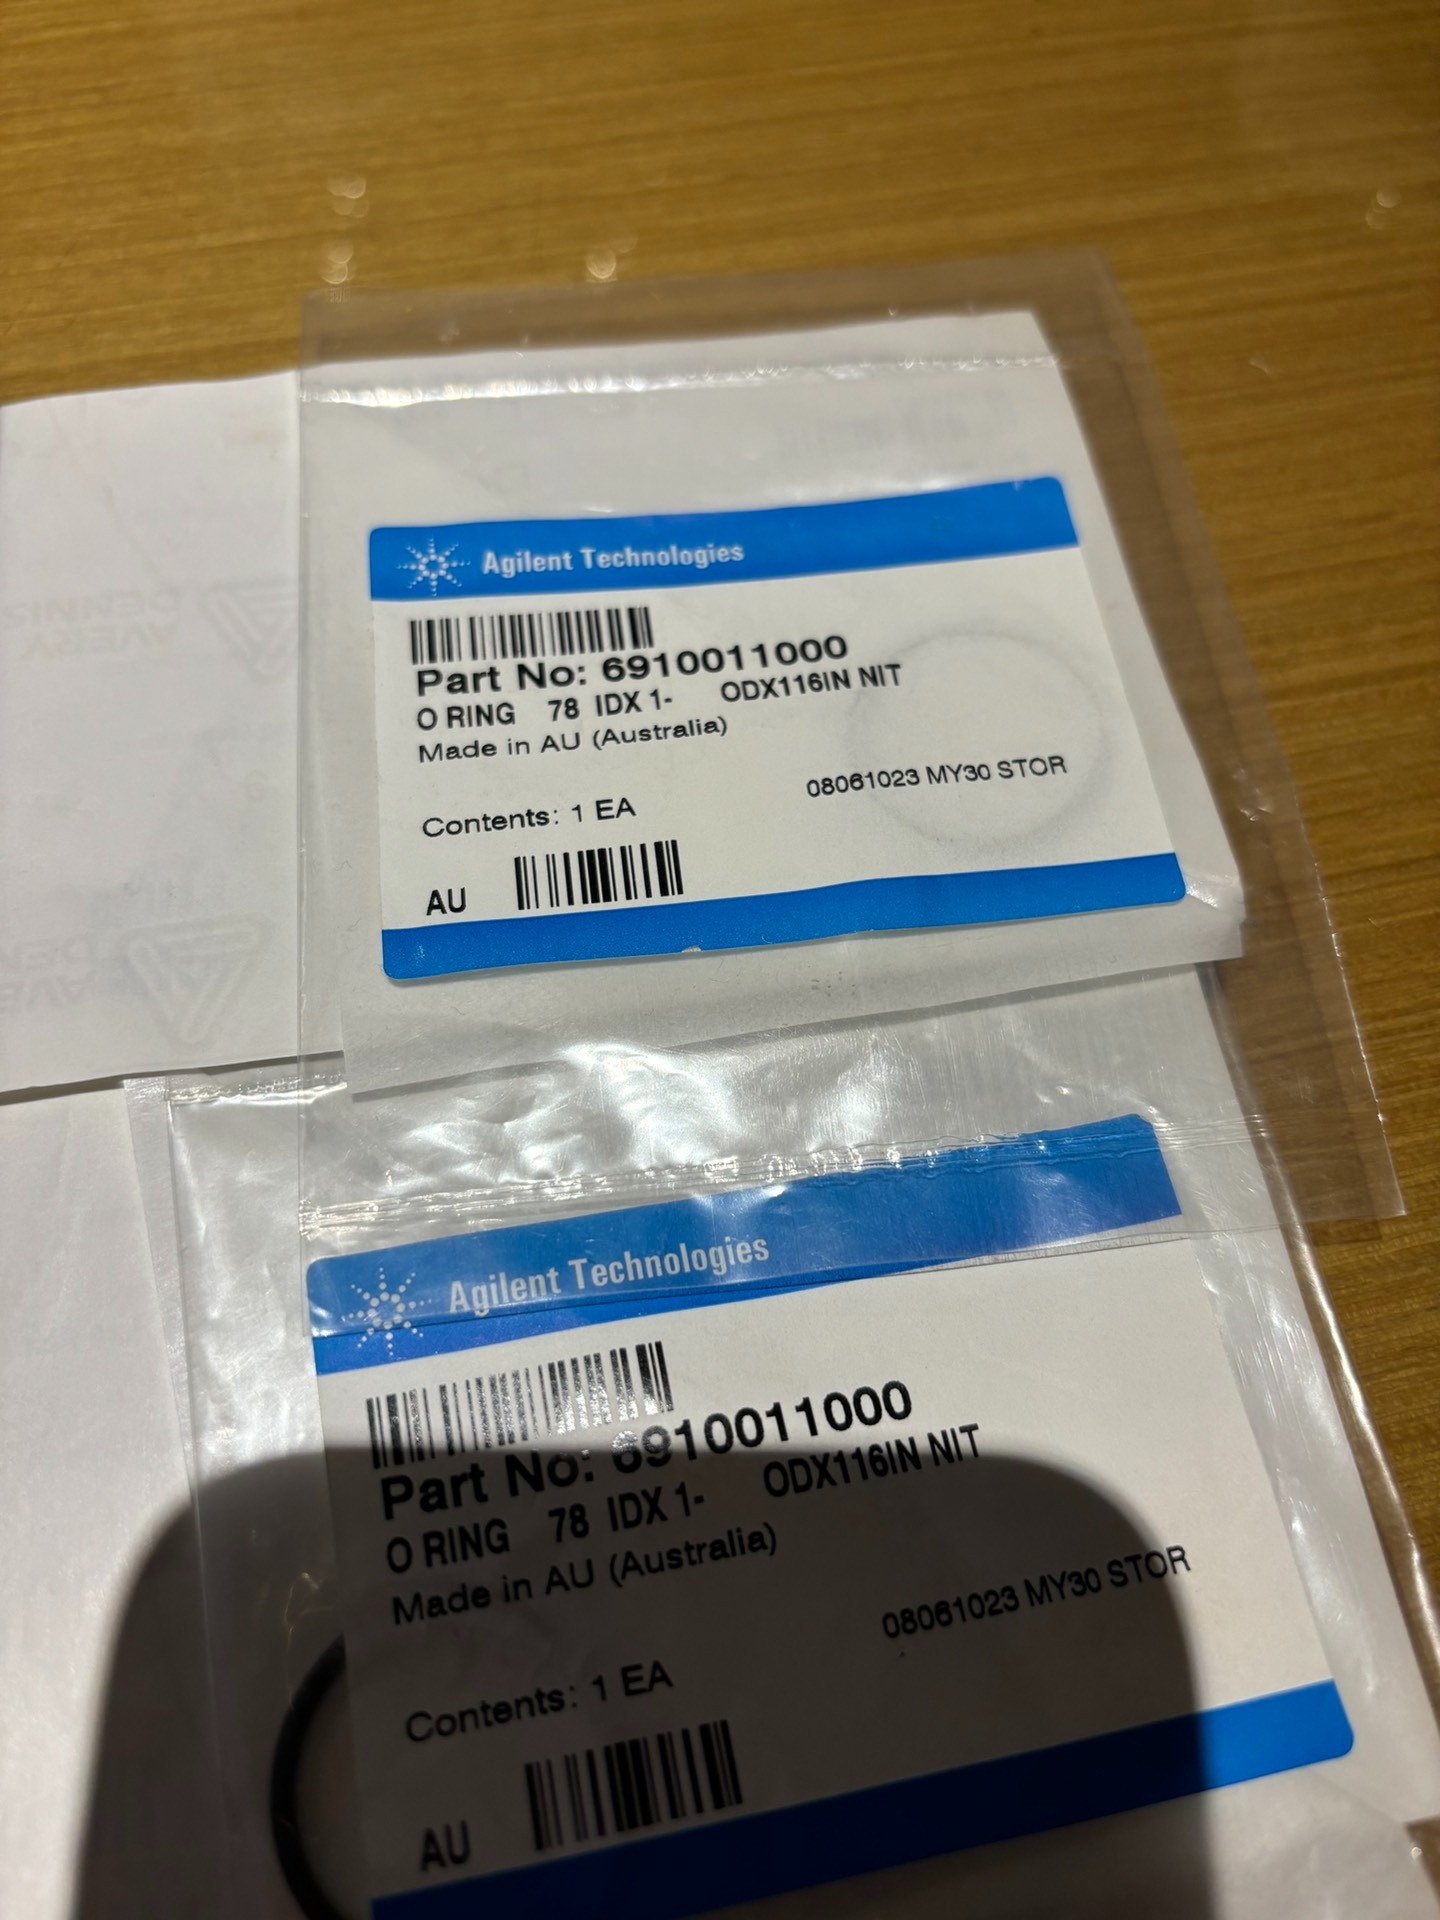 Agilent Technologies
Part No: 6910011000
O RING 78 IDX 1- ODX116IN NIT
Made in AU (Australia)
08061023 MY30 STOR
Contents: 1 EA
AU
AVERY
DENNIS
Agilent Technologies
Part No: 6910011000
O RING 78 IDX 1- ODX116IN NIT
Made in AU (Australia)
08061023 MY30 STOR
Contents: 1 EA
AU